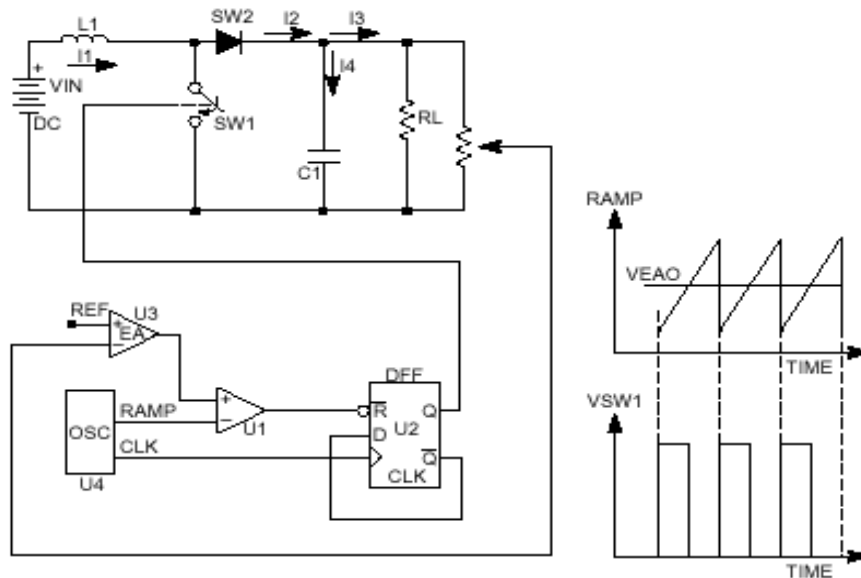 SW2
I2
I3
L1
I1
I4
+
VIN
DC
SW1
RL
C1
RAMP
VEAO
TIME
REF
U3
+
EA
−
DFF
+
−
U1
R
Q
D
U2
Q
CLK
OSC
RAMP
CLK
U4
VSW1
TIME